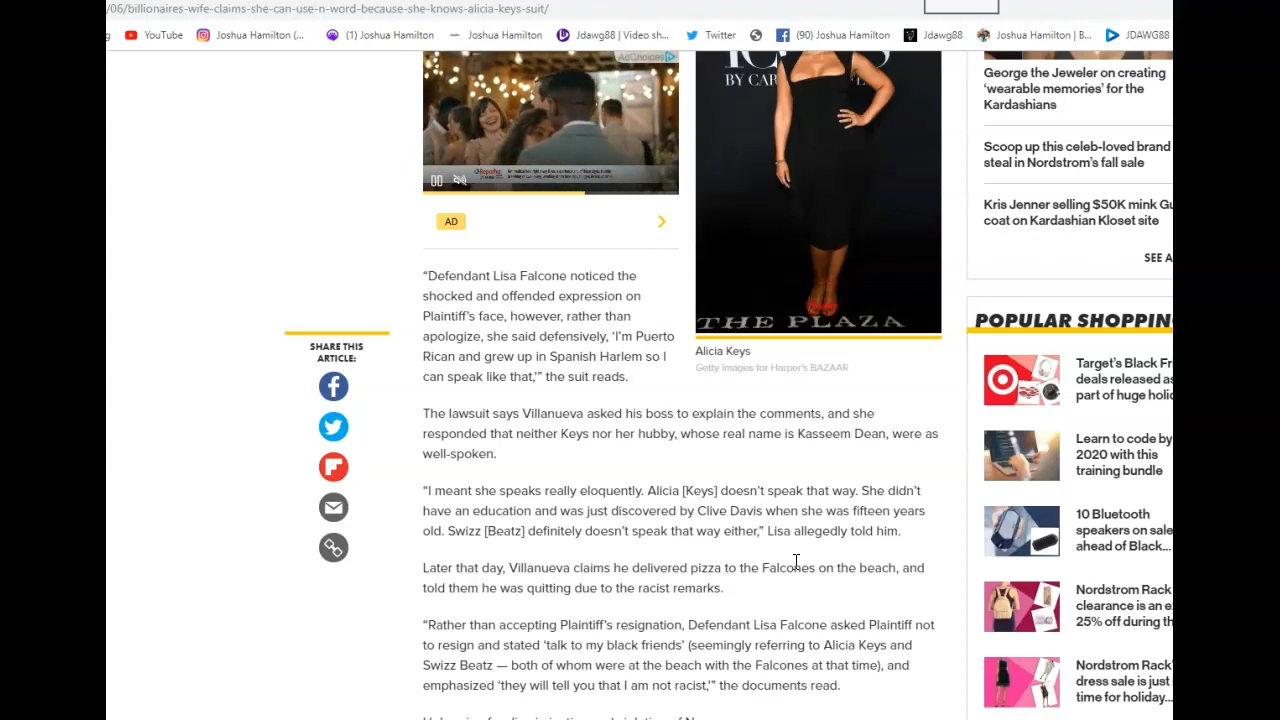 /06/billionaires-wife-claims-she-can-use-n-word-because-she-knows-alicia-keys-suit/
g YouTube Joshua Hamilton (... (1) Joshua Hamilton Joshua Hamilton Jdawg88 | Video sh... Twitter (90) Joshua Hamilton Jdawg88 Joshua Hamilton | B... JDAWG88
AdChoices
AD
BY CAR
THE PLAZA
Alicia Keys
Getty Images for Harper's BAZAAR
“Defendant Lisa Falcone noticed the
shocked and offended expression on
Plaintiff’s face, however, rather than
apologize, she said defensively, ‘I’m Puerto
Rican and grew up in Spanish Harlem so I
can speak like that,’” the suit reads.
The lawsuit says Villanueva asked his boss to explain the comments, and she
responded that neither Keys nor her hubby, whose real name is Kasseem Dean, were as
well-spoken.
“I meant she speaks really eloquently. Alicia [Keys] doesn’t speak that way. She didn’t
have an education and was just discovered by Clive Davis when she was fifteen years
old. Swizz [Beatz] definitely doesn’t speak that way either,” Lisa allegedly told him.
Later that day, Villanueva claims he delivered pizza to the Falcones on the beach, and
told them he was quitting due to the racist remarks.
“Rather than accepting Plaintiff’s resignation, Defendant Lisa Falcone asked Plaintiff not
to resign and stated ‘talk to my black friends’ (seemingly referring to Alicia Keys and
Swizz Beatz — both of whom were at the beach with the Falcones at that time), and
emphasized ‘they will tell you that I am not racist,’” the documents read.
SHARE THIS
ARTICLE:
George the Jeweler on creating
‘wearable memories’ for the
Kardashians
Scoop up this celeb-loved brand
steal in Nordstrom’s fall sale
Kris Jenner selling $50K mink Gu
coat on Kardashian Kloset site
SEE A
POPULAR SHOPPIN
Target’s Black Fr
deals released as
part of huge holi
Learn to code by
2020 with this
training bundle
10 Bluetooth
speakers on sale
ahead of Black...
Nordstrom Rack
clearance is an e
25% off during th
Nordstrom Rack’
dress sale is just
time for holiday...